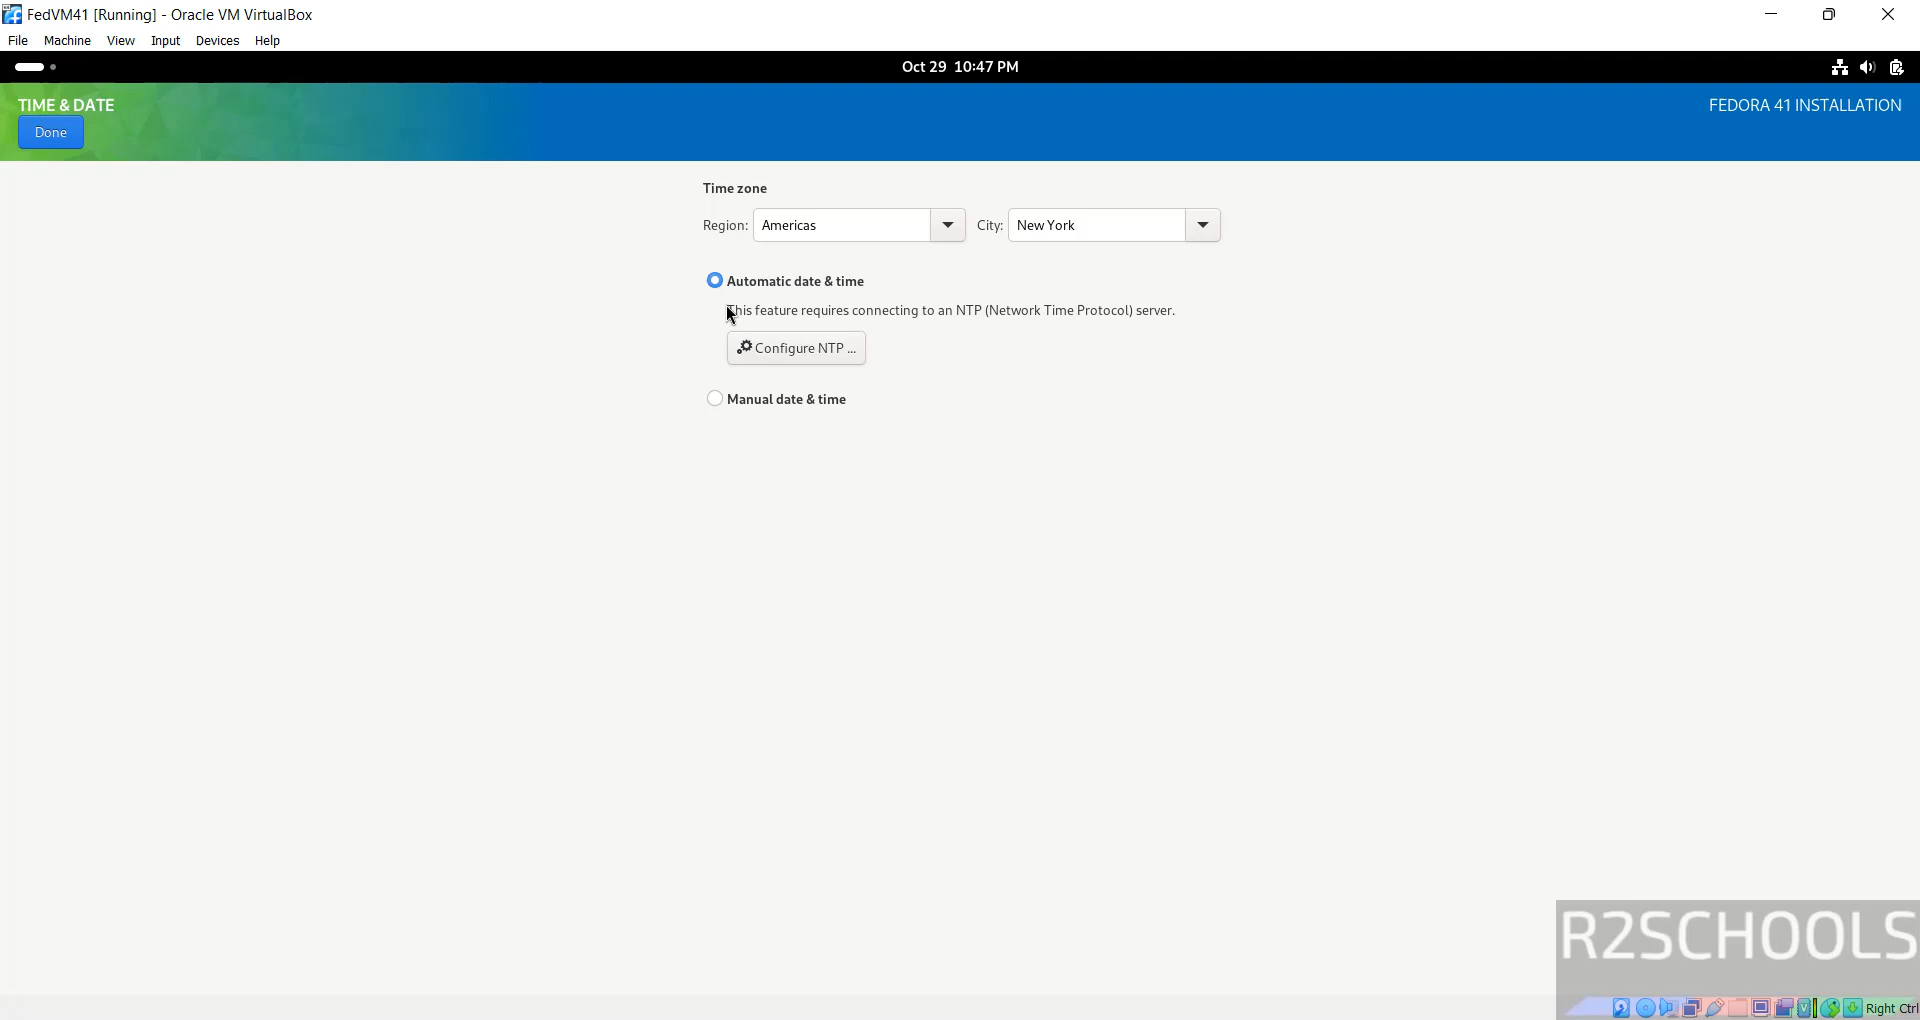 FedVM41 [Running] - Oracle VM VirtualBox
File Machine View Input Devices Help
Oct 29 10:47 PM
TIME & DATE
FEDORA 41 INSTALLATION
Done
Time zone
Region: Americas City: New York
Automatic date & time
This feature requires connecting to an NTP (Network Time Protocol) server.
Configure NTP ...
Manual date & time
R2SCHOOLS
Right Ctrl